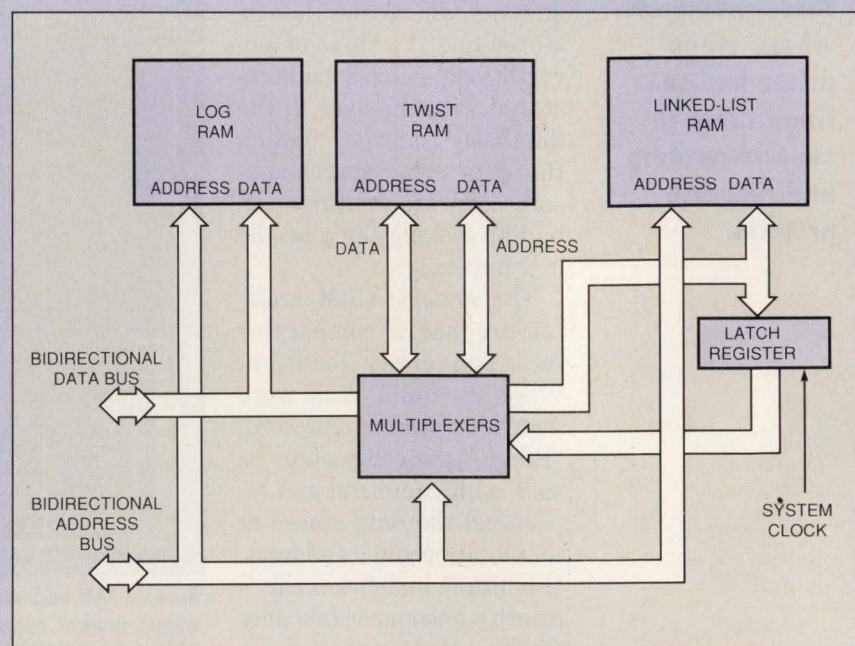 LOG
RAM
ADDRESS DATA
TWIST
RAM
ADDRESS DATA
LINKED-LIST
RAM
ADDRESS DATA
DATA
ADDRESS
LATCH
REGISTER
BIDIRECTIONAL
DATA BUS
MULTIPLEXERS
BIDIRECTIONAL
ADDRESS
BUS
SYSTEM
CLOCK